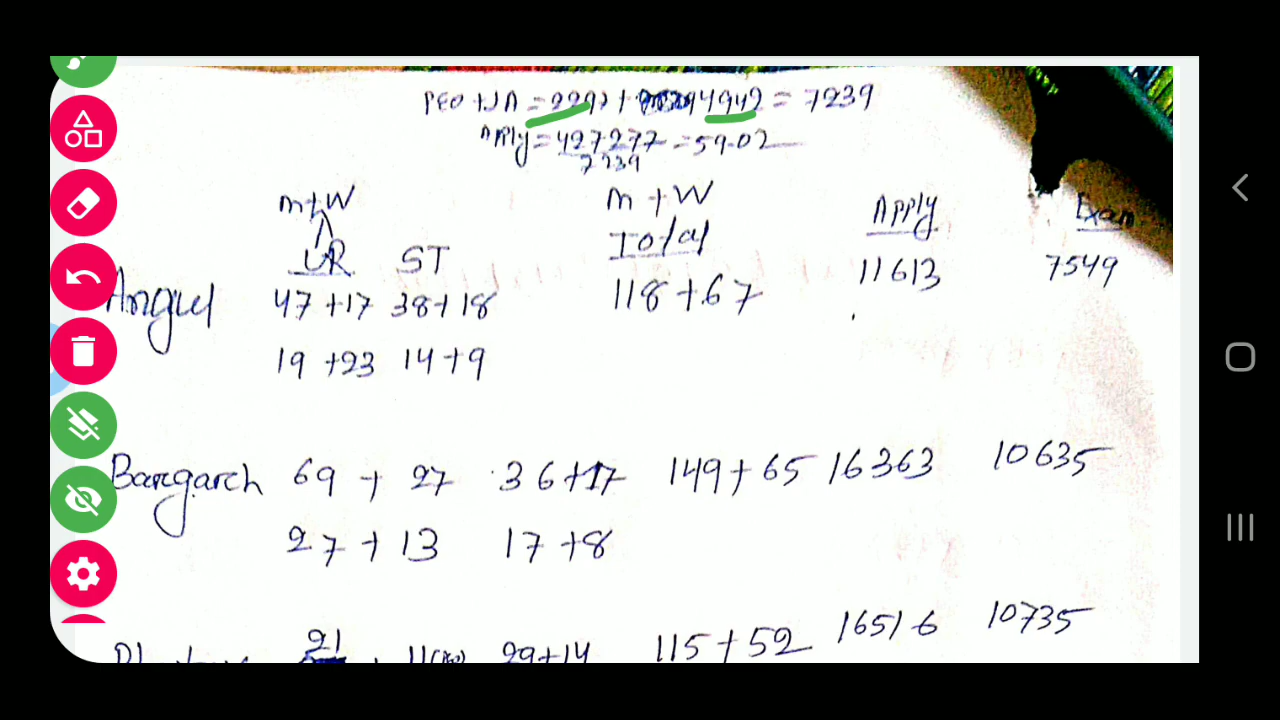 PEO + JA = 2297 + 4942 = 7239
Apply = 427277 = 59.02
7239
M+W M + W Apply Exam
UR ST Total
Angul 47 +17 38+18 118 +67 11613 7549
19 +23 14+9
Bargarh 69 + 27 36+17 149+65 16363 10635
27 + 13 17 +8
21 29+14 115+52 16516 10735